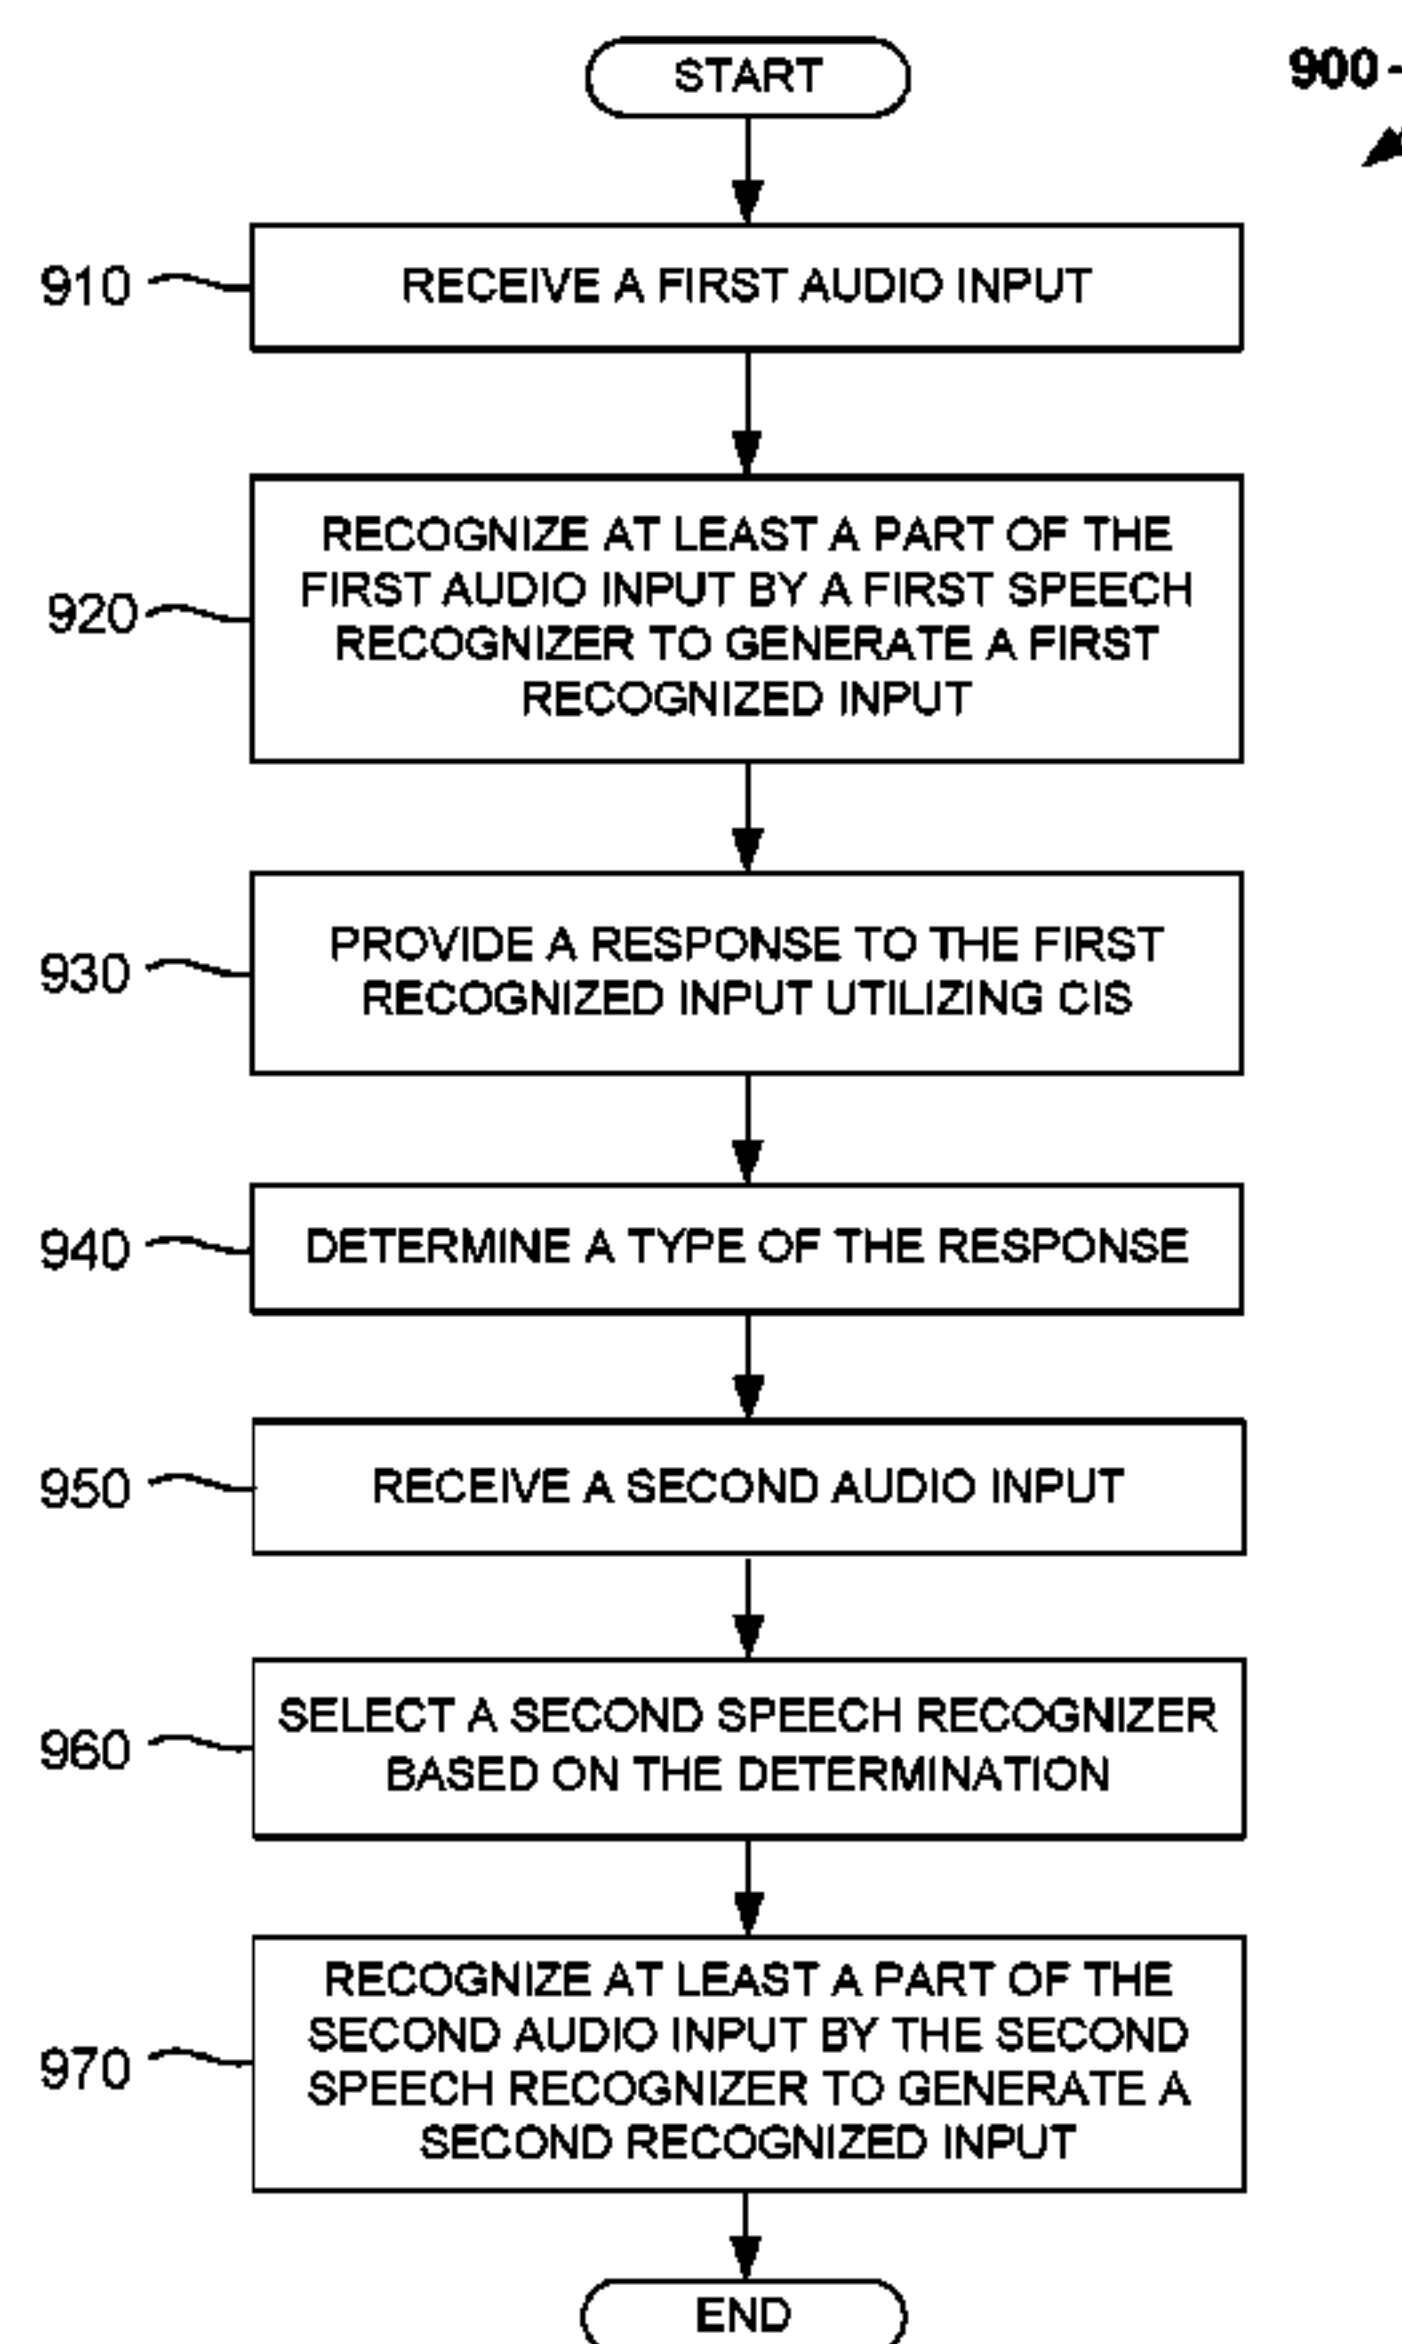 START
900
910
RECEIVE A FIRST AUDIO INPUT
920
RECOGNIZE AT LEAST A PART OF THE
FIRST AUDIO INPUT BY A FIRST SPEECH
RECOGNIZER TO GENERATE A FIRST
RECOGNIZED INPUT
930
PROVIDE A RESPONSE TO THE FIRST
RECOGNIZED INPUT UTILIZING CIS
940
DETERMINE A TYPE OF THE RESPONSE
950
RECEIVE A SECOND AUDIO INPUT
960
SELECT A SECOND SPEECH RECOGNIZER
BASED ON THE DETERMINATION
970
RECOGNIZE AT LEAST A PART OF THE
SECOND AUDIO INPUT BY THE SECOND
SPEECH RECOGNIZER TO GENERATE A
SECOND RECOGNIZED INPUT
END